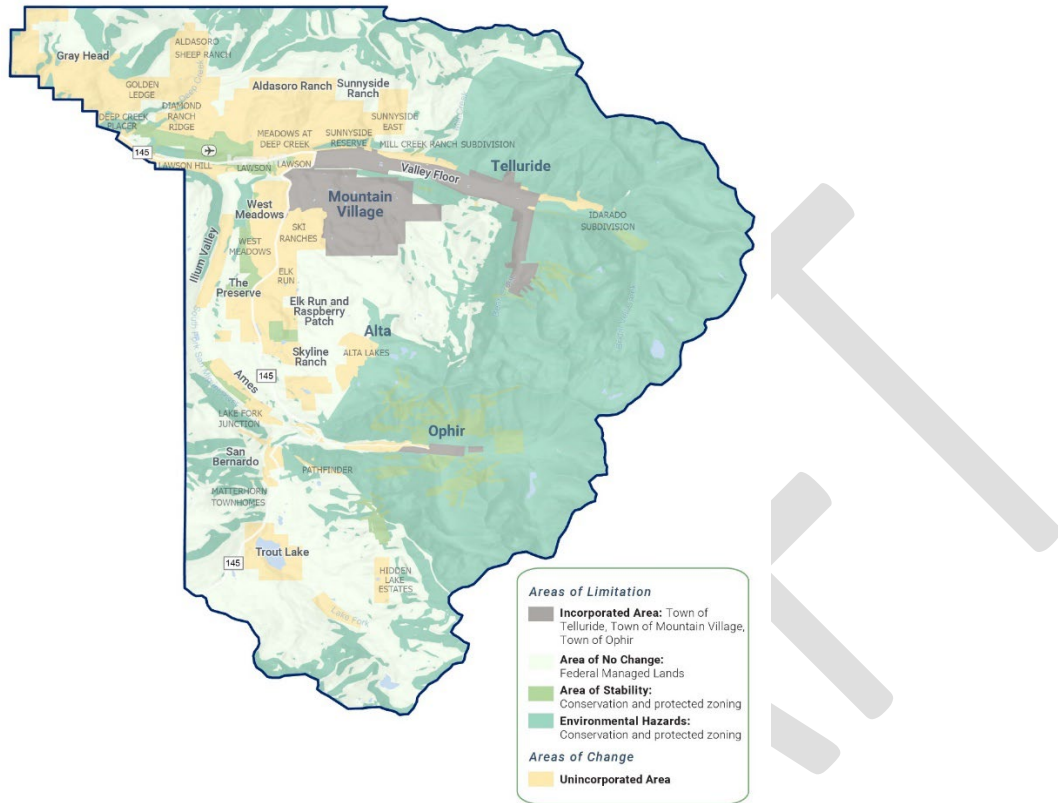 ALDASORO
SHEEP RANCH
Gray Head
GOLDEN
LEDGE
Aldasoro Ranch
Sunnyside
Ranch
DEEP CREEK
PLACER
DIAMOND
RANCH
RIDGE
Deep Creek
SUNNYSIDE
EAST
MEADOWS AT
DEEP CREEK
SUNNYSIDE
RESERVE
MILL CREEK RANCH SUBDIVISION
145
LAWSON HILL
LAWSON
LAWSON
Valley Floor
Telluride
Mountain
Village
West
Meadows
IDARADO
SUBDIVISION
SKI
RANCHES
WEST
MEADOWS
Illium Valley
ELK
RUN
The
Preserve
Elk Run and
Raspberry
Patch
Alta
Skyline
Ranch
ALTA LAKES
145
Ames
LAKE FORK
JUNCTION
Ophir
San
Bernardo
PATHFINDER
MATTERHORN
TOWNHOMES
145
Trout Lake
HIDDEN
LAKE
ESTATES
Lake Fork
Areas of Limitation
Incorporated Area: Town of
Telluride, Town of Mountain Village,
Town of Ophir
Area of No Change:
Federal Managed Lands
Area of Stability:
Conservation and protected zoning
Environmental Hazards:
Conservation and protected zoning
Areas of Change
Unincorporated Area